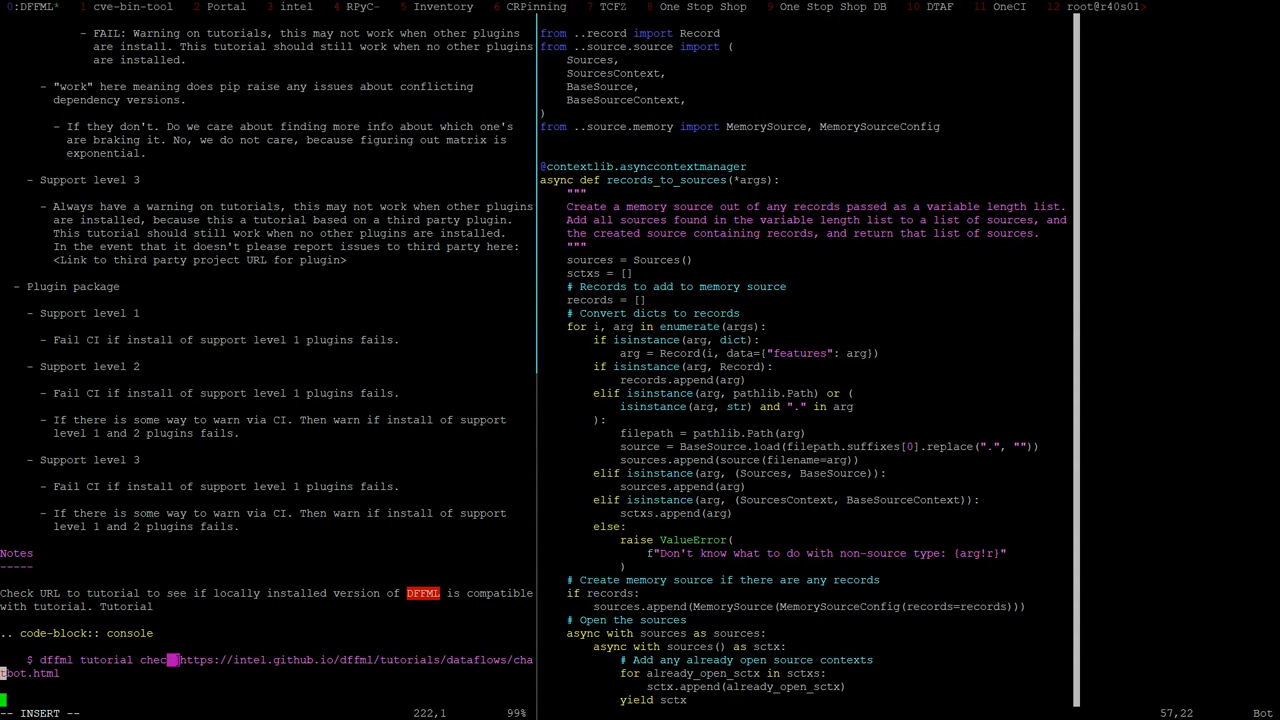 0:DFFML* 1 cve-bin-tool 2 Portal 3 intel 4 RPyC- 5 Inventory 6 CRPinning 7 TCFZ 8 One Stop Shop 9 One Stop Shop DB 10 DTAF 11 OneCI 12 root@r40s01>
- FAIL: Warning on tutorials, this may not work when other plugins
are install. This tutorial should still work when no other plugins
are installed.
- "work" here meaning does pip raise any issues about conflicting
dependency versions.
- If they don't. Do we care about finding more info about which one's
are braking it. No, we do not care, because figuring out matrix is
exponential.
- Support level 3
- Always have a warning on tutorials, this may not work when other plugins
are installed, because this a tutorial based on a third party plugin.
This tutorial should still work when no other plugins are installed.
In the event that it doesn't please report issues to third party here:
<Link to third party project URL for plugin>
- Plugin package
- Support level 1
- Fail CI if install of support level 1 plugins fails.
- Support level 2
- Fail CI if install of support level 1 plugins fails.
- If there is some way to warn via CI. Then warn if install of support
level 1 and 2 plugins fails.
- Support level 3
- Fail CI if install of support level 1 plugins fails.
- If there is some way to warn via CI. Then warn if install of support
level 1 and 2 plugins fails.
Notes
-----
Check URL to tutorial to see if locally installed version of DFFML is compatible
with tutorial. Tutorial
.. code-block:: console
$ dffml tutorial chec https://intel.github.io/dffml/tutorials/dataflows/cha
tbot.html
-- INSERT -- 222,1 99%
from ..record import Record
from ..source.source import (
Sources,
SourcesContext,
BaseSource,
BaseSourceContext,
)
from ..source.memory import MemorySource, MemorySourceConfig
@contextlib.asynccontextmanager
async def records_to_sources(*args):
"""
Create a memory source out of any records passed as a variable length list.
Add all sources found in the variable length list to a list of sources, and
the created source containing records, and return that list of sources.
"""
sources = Sources()
sctxs = []
# Records to add to memory source
records = []
# Convert dicts to records
for i, arg in enumerate(args):
if isinstance(arg, dict):
arg = Record(i, data={"features": arg})
if isinstance(arg, Record):
records.append(arg)
elif isinstance(arg, pathlib.Path) or (
isinstance(arg, str) and "." in arg
):
filepath = pathlib.Path(arg)
source = BaseSource.load(filepath.suffixes[0].replace(".", ""))
sources.append(source(filename=arg))
elif isinstance(arg, (Sources, BaseSource)):
sources.append(arg)
elif isinstance(arg, (SourcesContext, BaseSourceContext)):
sctxs.append(arg)
else:
raise ValueError(
f"Don't know what to do with non-source type: {arg!r}"
)
# Create memory source if there are any records
if records:
sources.append(MemorySource(MemorySourceConfig(records=records)))
# Open the sources
async with sources as sources:
async with sources() as sctx:
# Add any already open source contexts
for already_open_sctx in sctxs:
sctx.append(already_open_sctx)
yield sctx
57,22 Bot